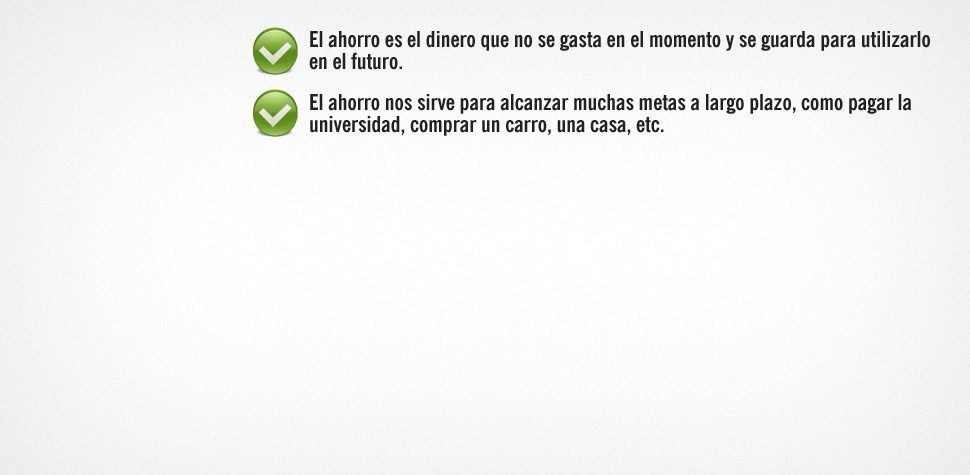 El ahorro es el dinero que no se gasta en el momento y se guarda para utilizarlo
en el futuro.
El ahorro nos sirve para alcanzar muchas metas a largo plazo, como pagar la
universidad, comprar un carro, una casa, etc.